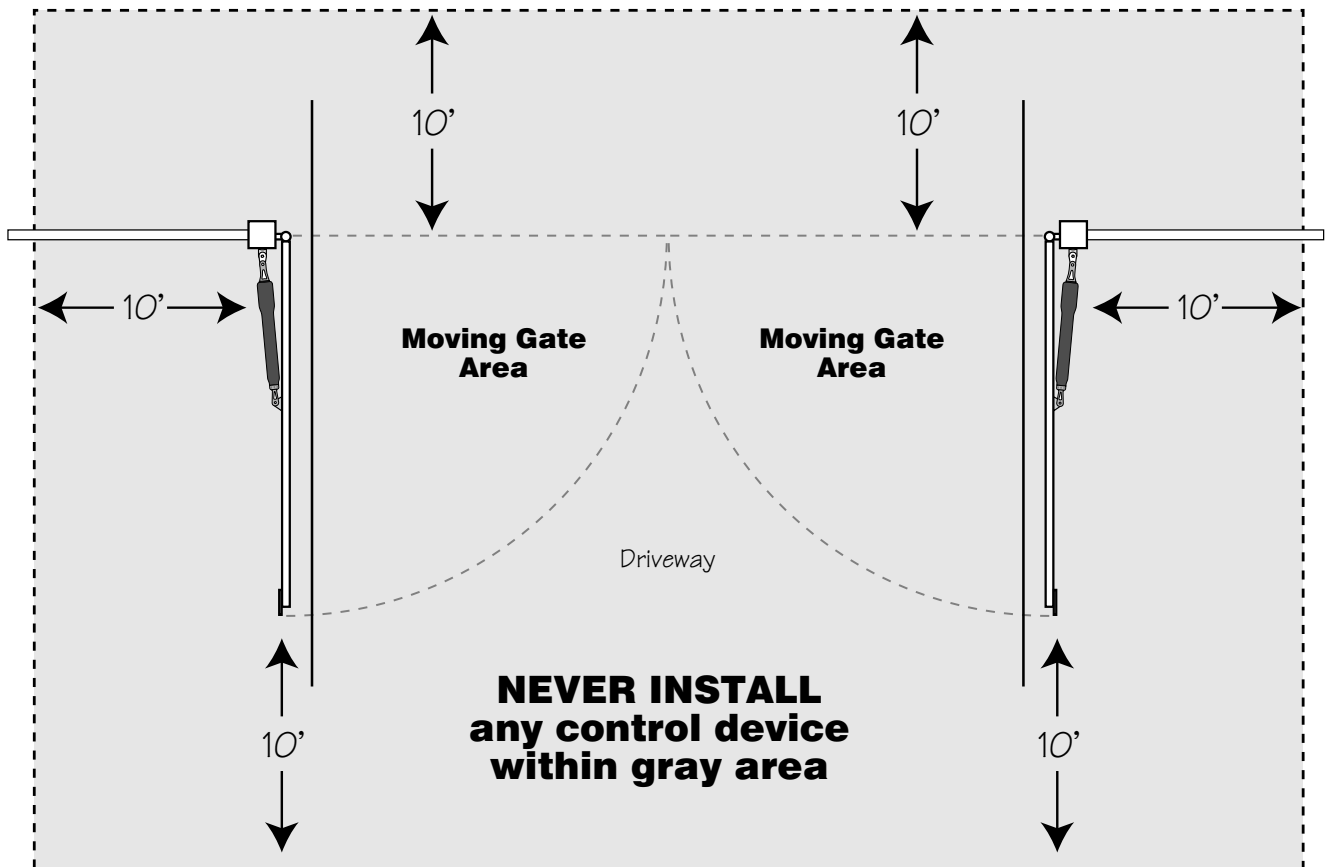 10’
10’
10’
10’
Moving Gate
Area
Moving Gate
Area
Driveway
NEVER INSTALL
any control device
within gray area
10’
10’